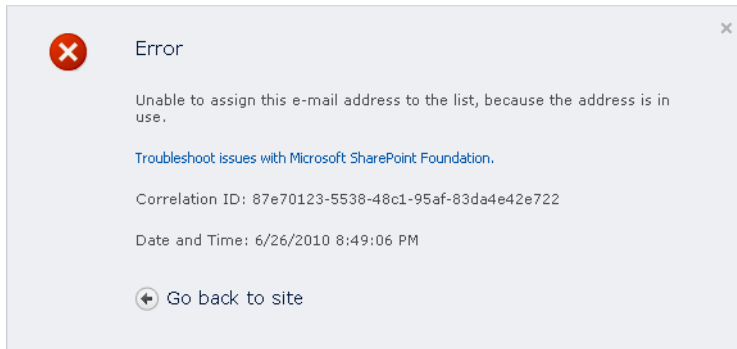 Error
Unable to assign this e-mail address to the list, because the address is in
use.
Troubleshoot issues with Microsoft SharePoint Foundation.
Correlation ID: 87e70123-5538-48c1-95af-83da4e42e722
Date and Time: 6/26/2010 8:49:06 PM
Go back to site